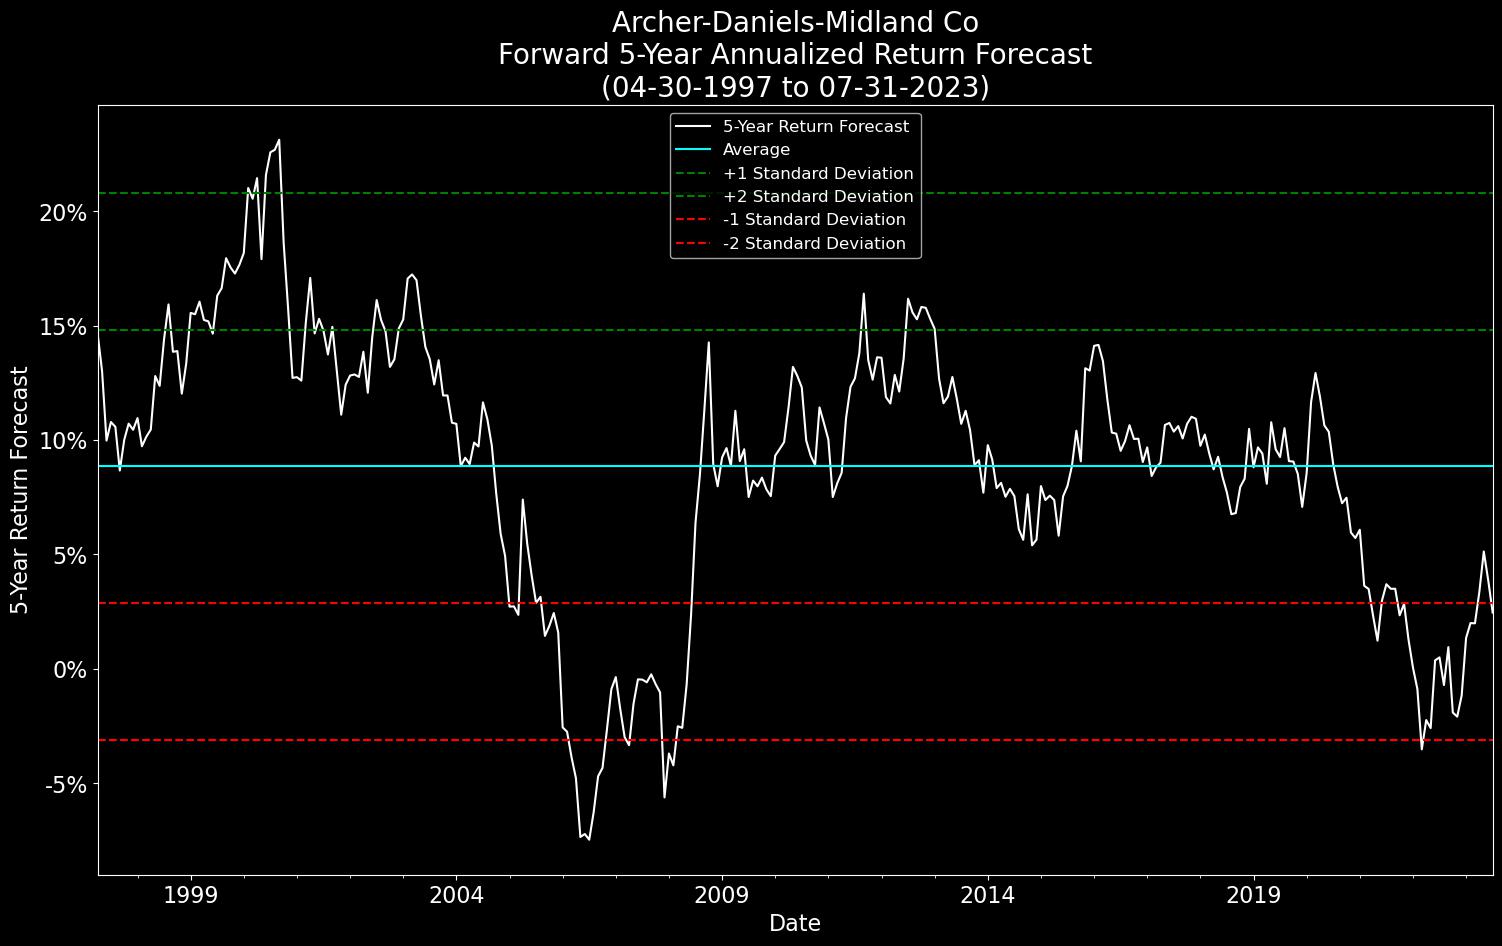 Archer-Daniels-Midland Co
Forward 5-Year Annualized Return Forecast
(04-30-1997 to 07-31-2023)
5-Year Return Forecast
Average
+1 Standard Deviation
+2 Standard Deviation
-1 Standard Deviation
-2 Standard Deviation
20%
15%
10%
5%
0%
-5%
5-Year Return Forecast
1999
2004
2009
2014
2019
Date